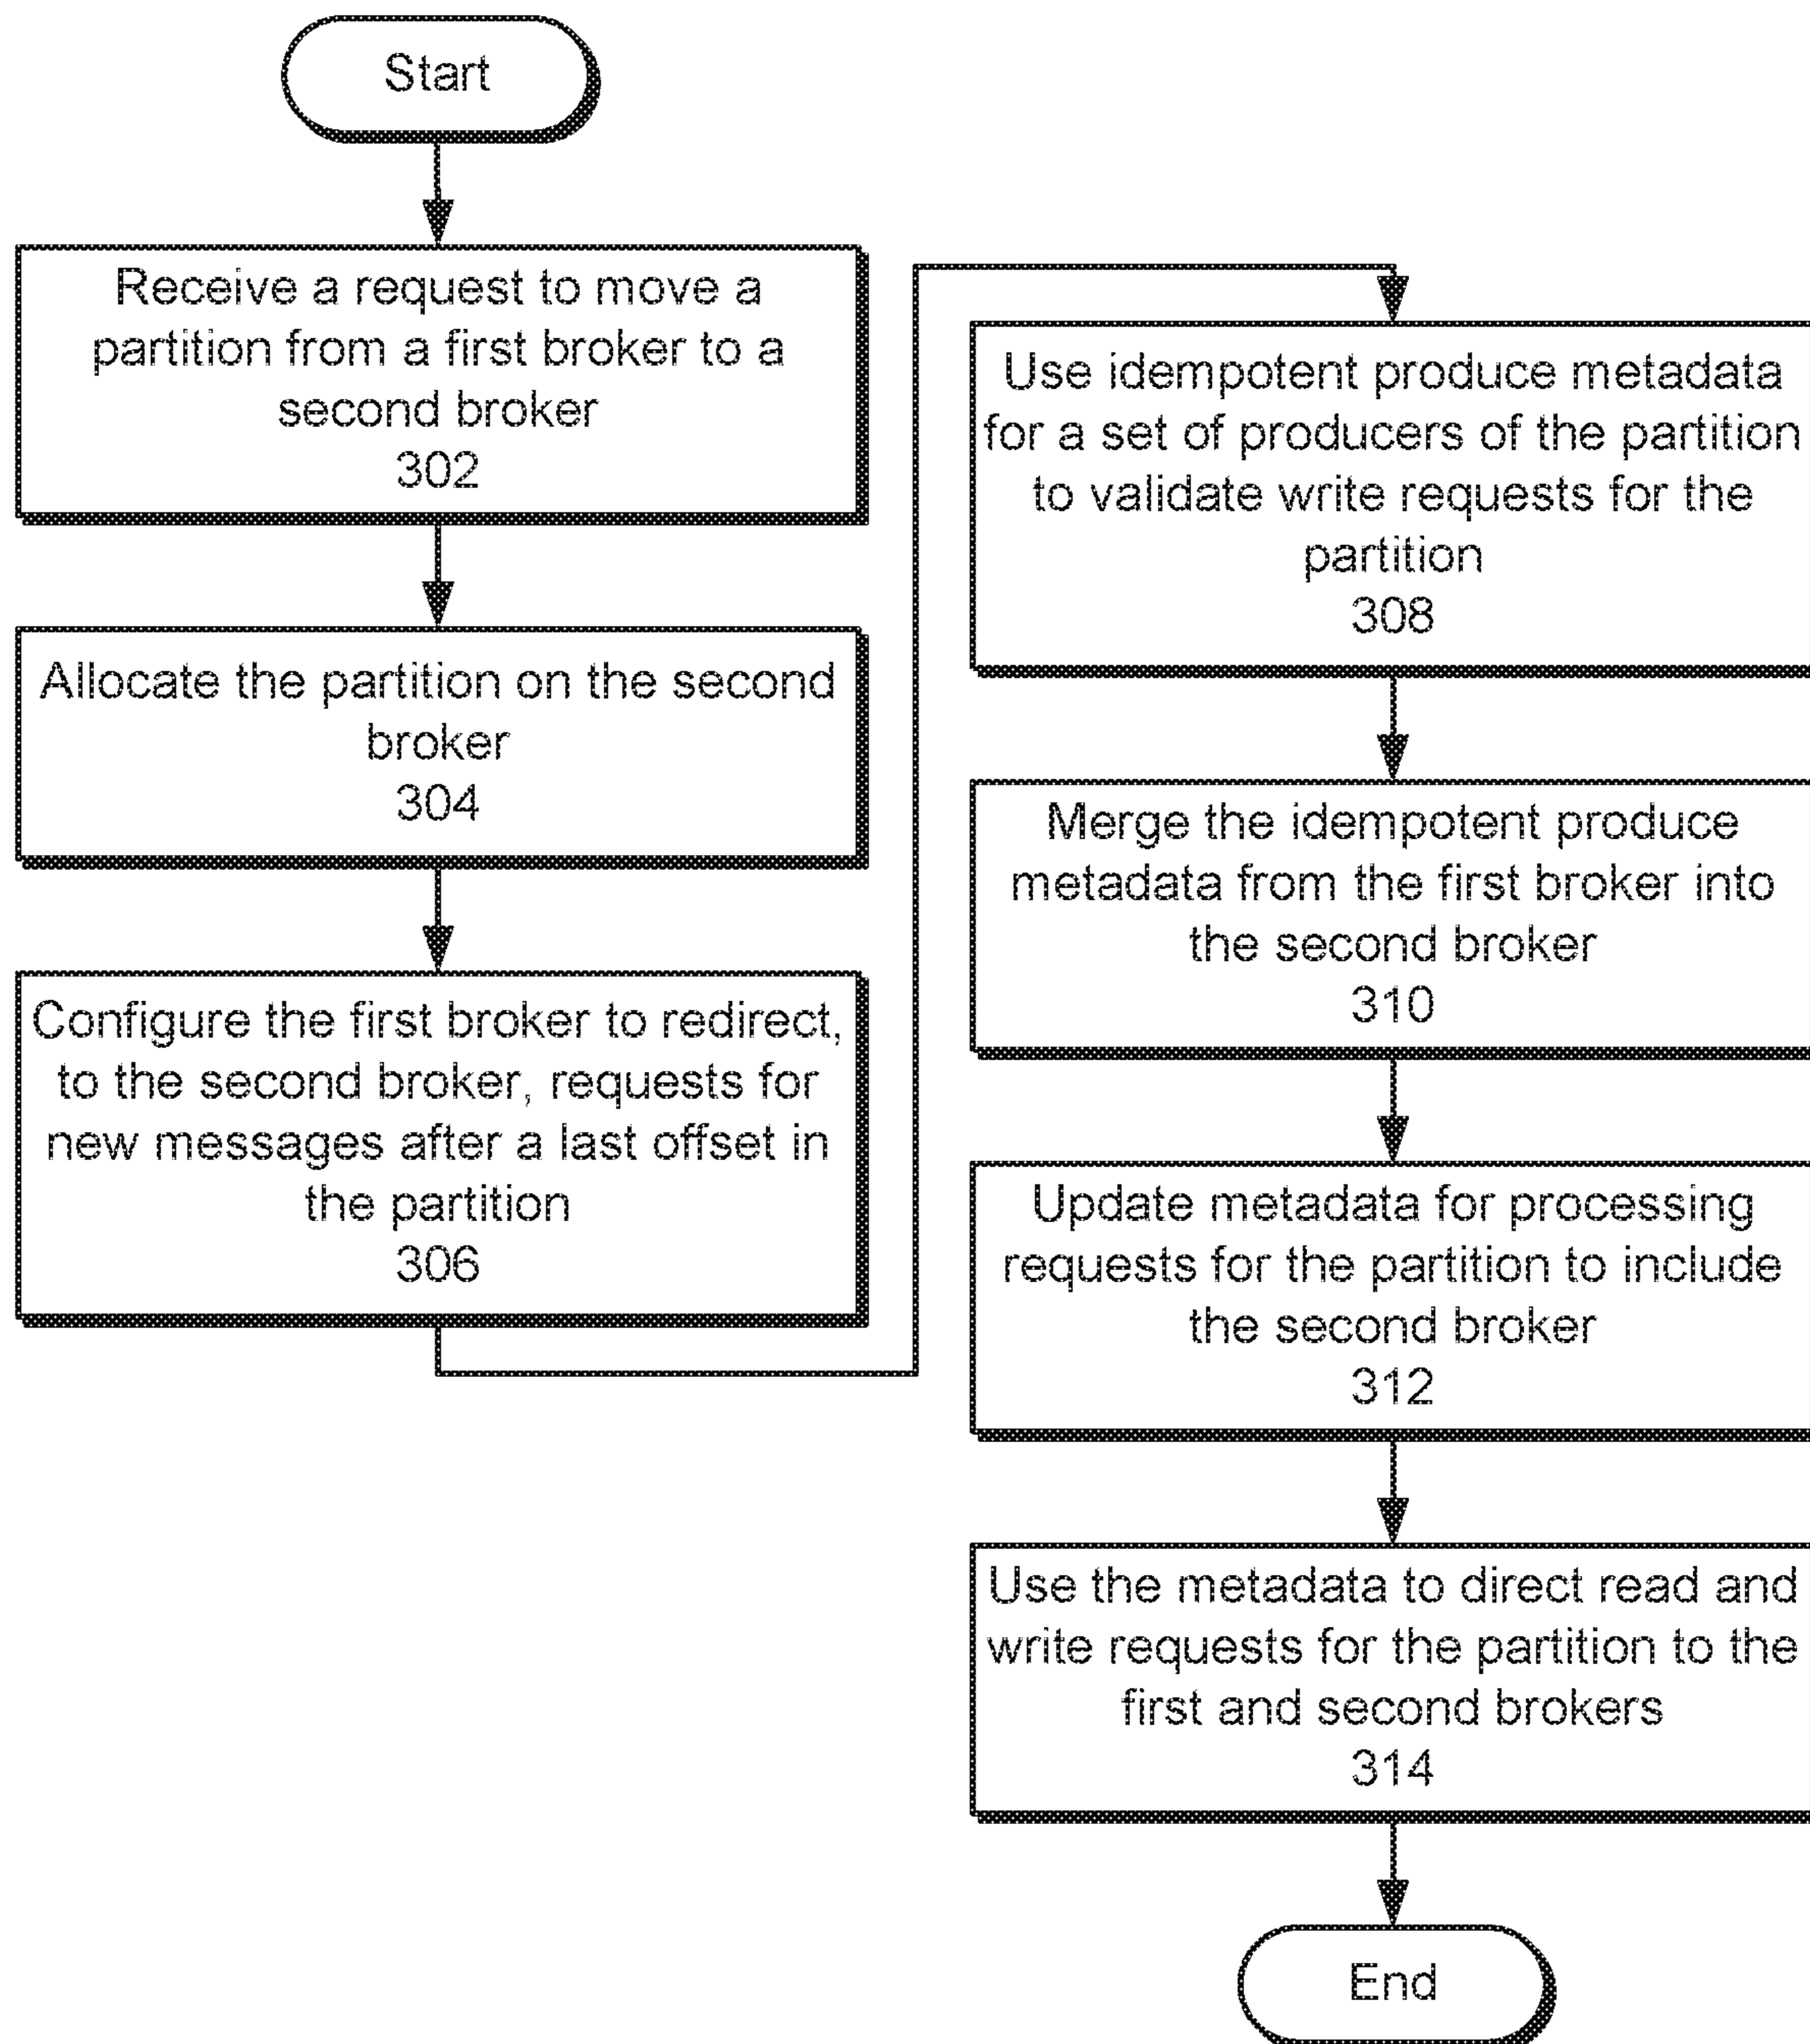 Start
Receive a request to move a
partition from a first broker to a
second broker
302
Allocate the partition on the second
broker
304
Configure the first broker to redirect,
to the second broker, requests for
new messages after a last offset in
the partition
306
Use idempotent produce metadata
for a set of producers of the partition
to validate write requests for the
partition
308
Merge the idempotent produce
metadata from the first broker into
the second broker
310
Update metadata for processing
requests for the partition to include
the second broker
312
Use the metadata to direct read and
write requests for the partition to the
first and second brokers
314
End